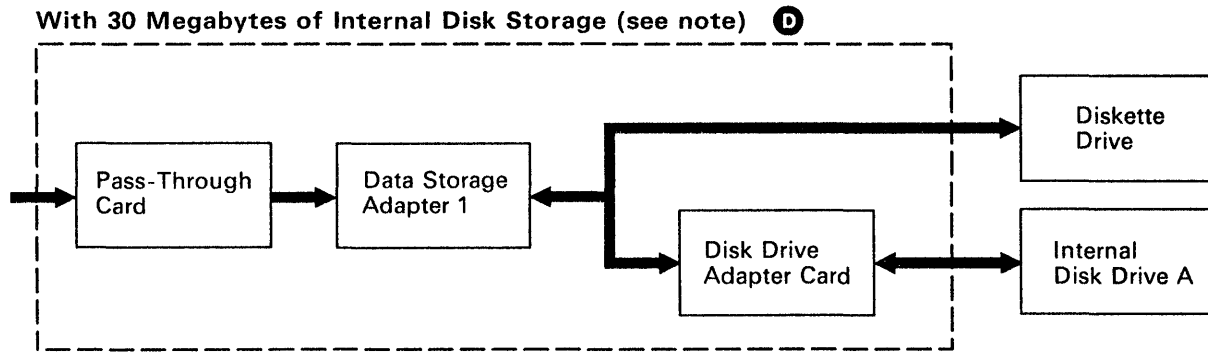 With 30 Megabytes of Internal Disk Storage (see note) D
Diskette
Drive
Pass-Through
Card
Data Storage
Adapter 1
Disk Drive
Adapter Card
Internal
Disk Drive A